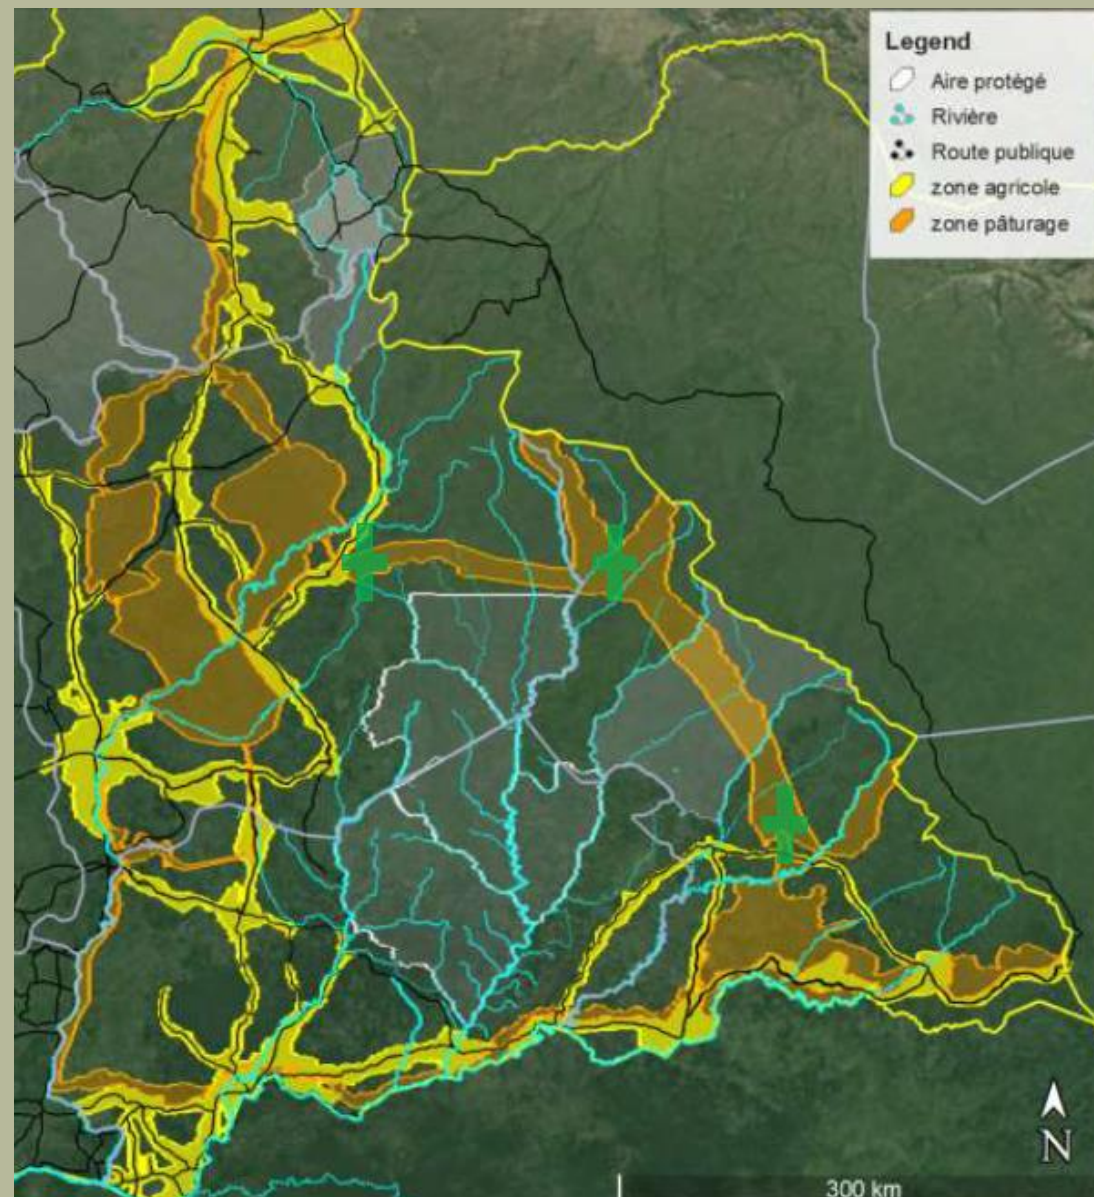 Legend
Aire protégé
Rivière
Route publique
zone agricole
zone pâturage
N
300 km